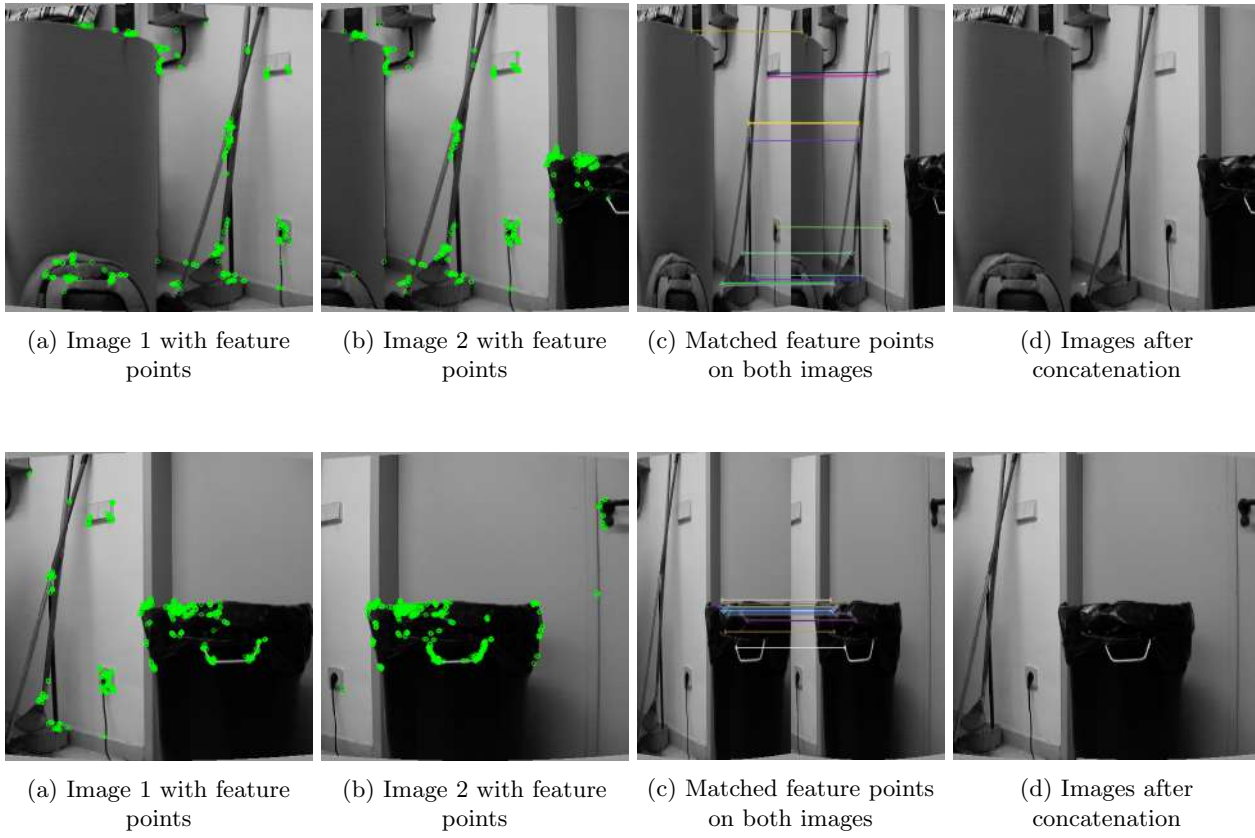 (a) Image 1 with feature
points
(b) Image 2 with feature
points
(c) Matched feature points
on both images
(d) Images after
concatenation
(a) Image 1 with feature
points
(b) Image 2 with feature
points
(c) Matched feature points
on both images
(d) Images after
concatenation